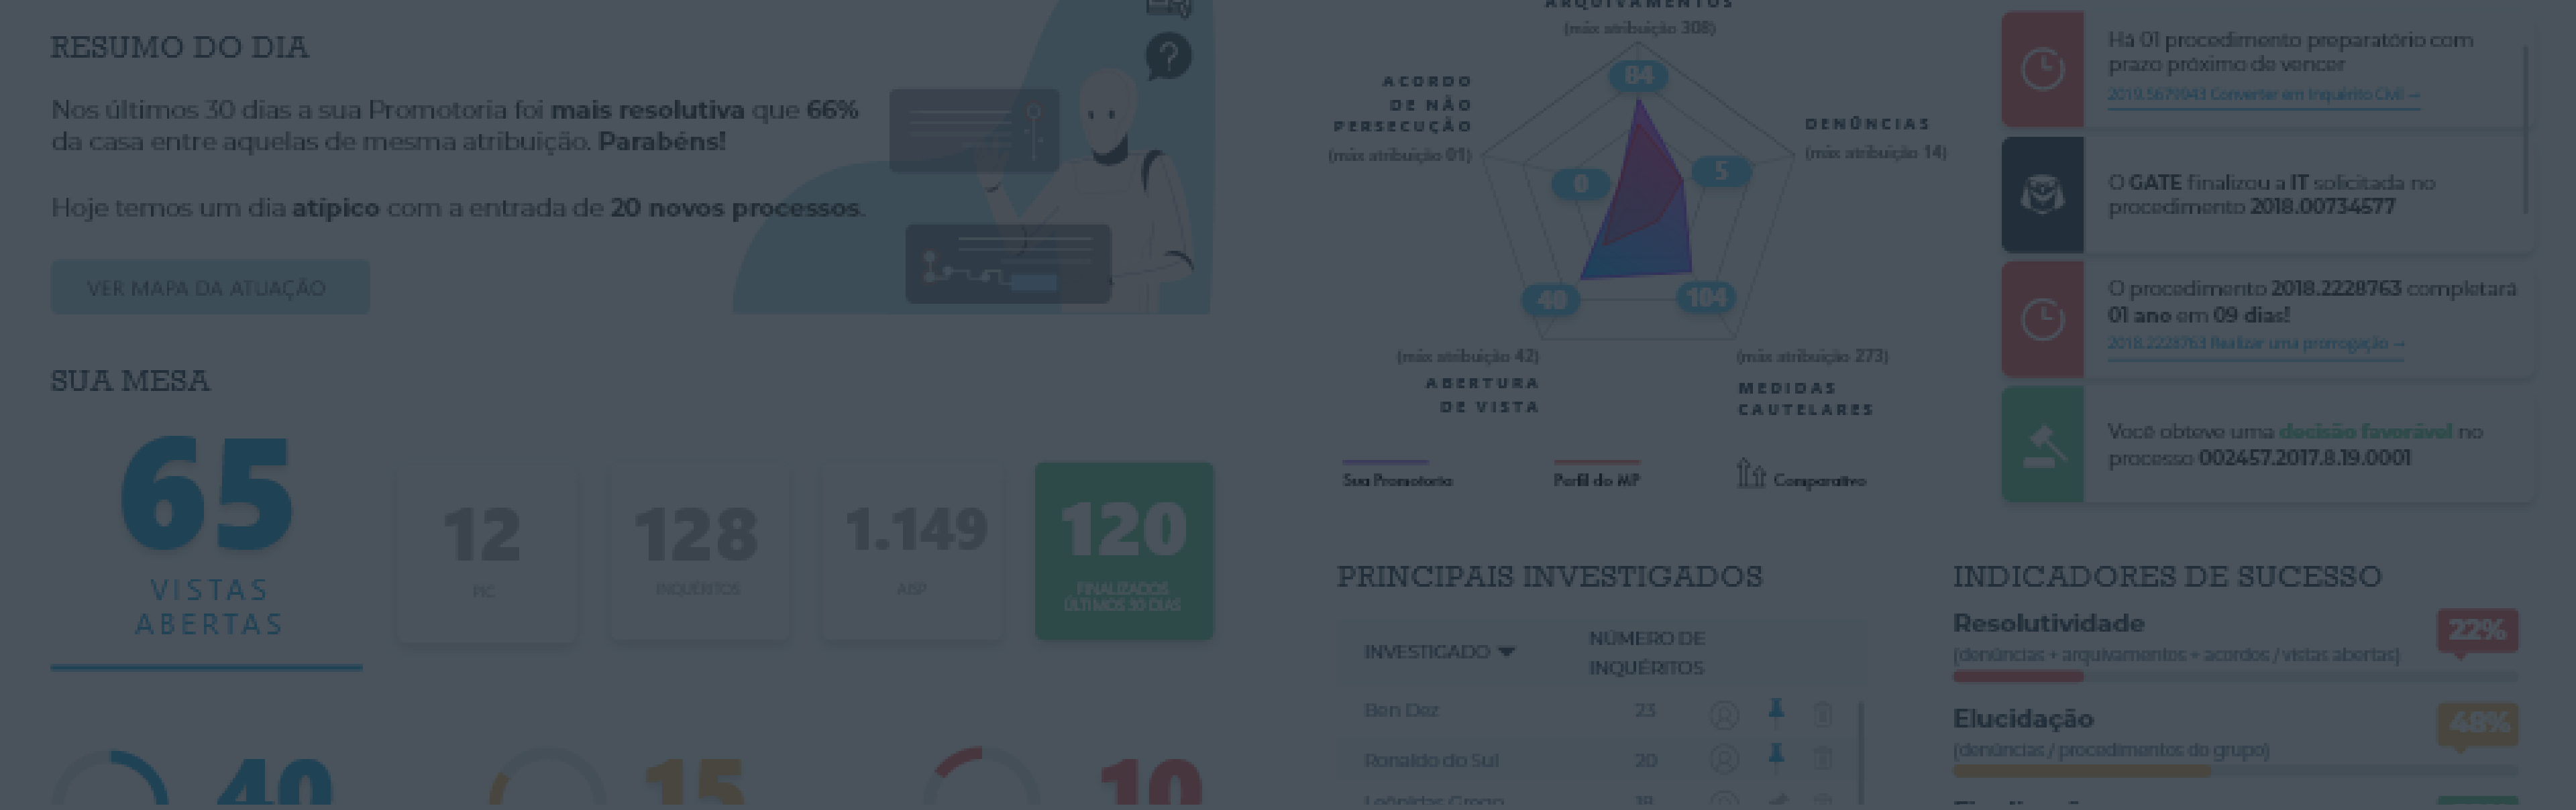 RESUMO DO DIA
Nos últimos 30 dias a sua Promotoria foi mais resolutiva que 66%
da casa entre aquelas de mesma atribuição. Parabéns!
Hoje temos um dia atípico com a entrada de 20 novos processos.
VER MAPA DA ATUAÇÃO
SUA MESA
65
VISTAS
ABERTAS
12
PIC
128
INQUÉRITOS
1.149
AISP
120
FINALIZADOS
ÚLTIMOS 30 DIAS
40
15
10
ARQUIVAMENTOS
(máx atribuição 308)
84
ACORDO
DE NÃO
PERSECUÇÃO
(máx atribuição 01)
0
DENÚNCIAS
(máx atribuição 14)
5
40
104
(máx atribuição 42)
ABERTURA
DE VISTA
(máx atribuição 273)
MEDIDAS
CAUTELARES
Sua Promotoria
Perfil do MP
Comparativo
PRINCIPAIS INVESTIGADOS
INVESTIGADO
NÚMERO DE
INQUÉRITOS
Ben Dez 23
Ronaldo do Sul 20
Leônidas Grego 18
Há 01 procedimento preparatório com
prazo próximo de vencer
2019.5679943 Converter em Inquérito Civil →
O GATE finalizou a IT solicitada no
procedimento 2018.00734577
O procedimento 2018.2228763 completará
01 ano em 09 dias!
2018.2228763 Realizar uma prorrogação →
Você obteve uma decisão favorável no
processo 002457.2017.8.19.0001
INDICADORES DE SUCESSO
Resolutividade
22%
(denúncias + arquivamentos + acordos / vistas abertas)
Elucidação
48%
(denúncias / procedimentos do grupo)